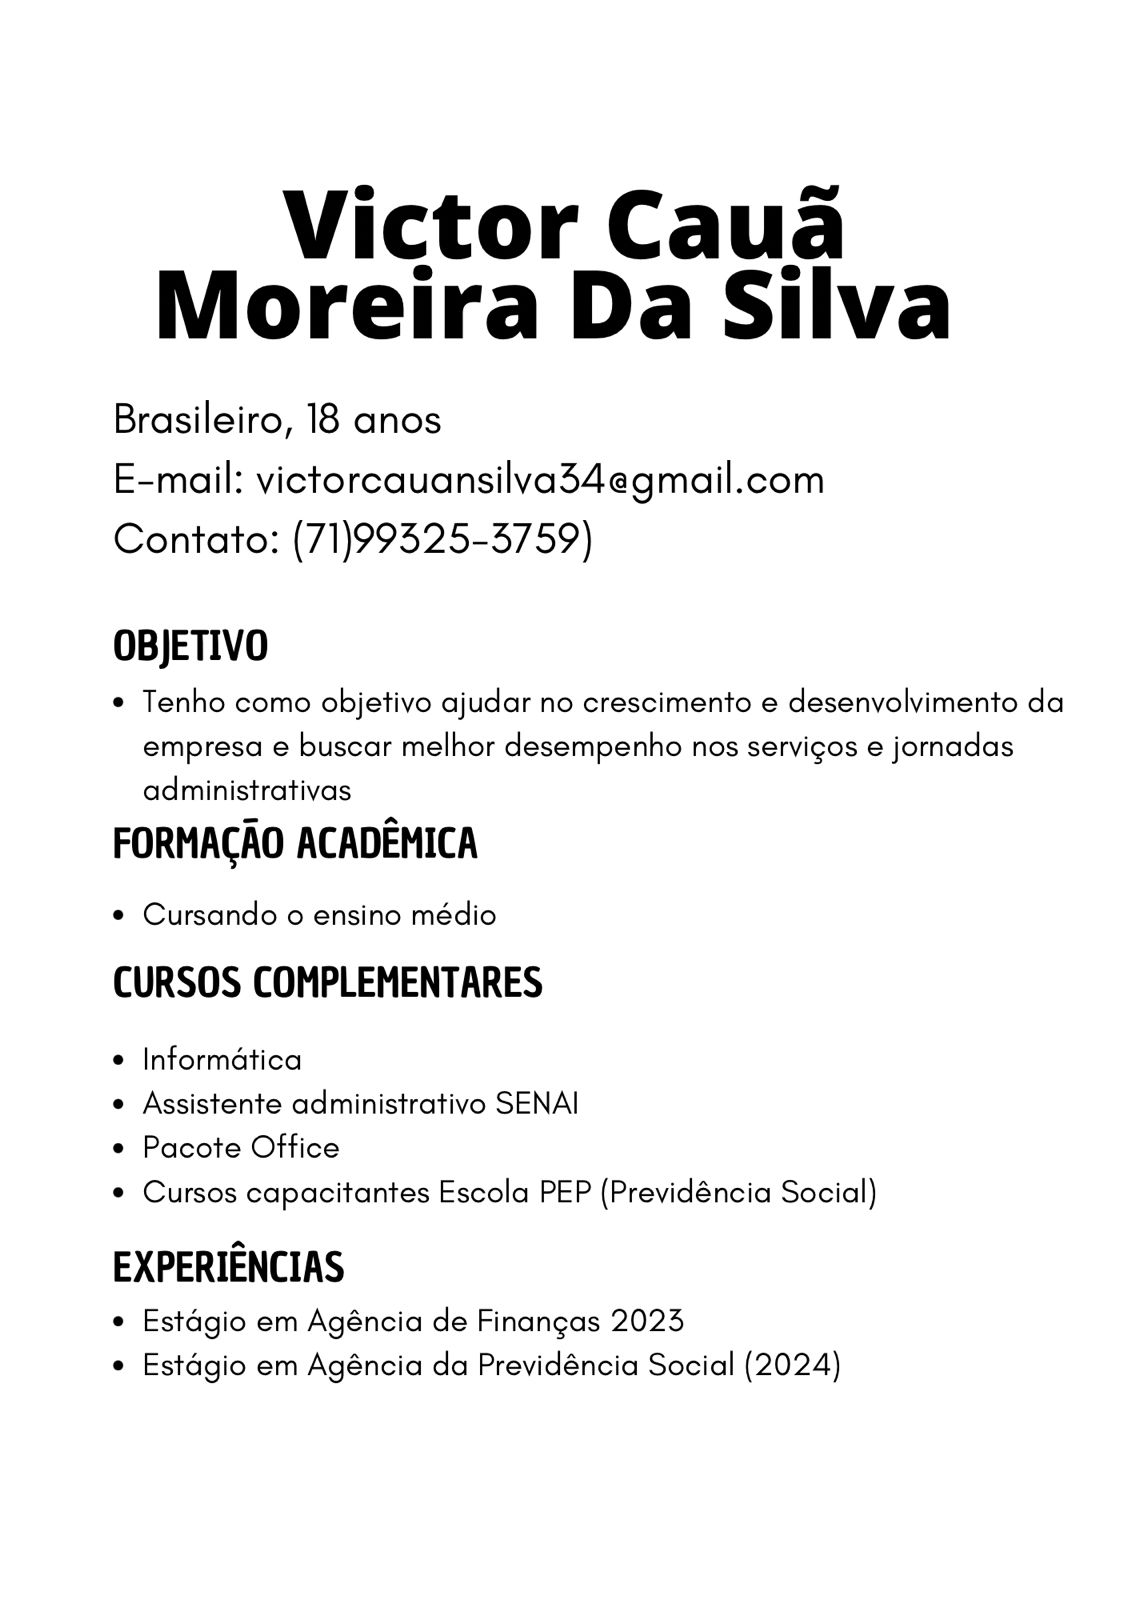 Victor Cauã
Moreira Da Silva
Brasileiro, 18 anos
E-mail: victorcauansilva34@gmail.com
Contato: (71)99325-3759)
OBJETIVO
• Tenho como objetivo ajudar no crescimento e desenvolvimento da
empresa e buscar melhor desempenho nos serviços e jornadas
administrativas
FORMAÇÃO ACADÊMICA
• Cursando o ensino médio
CURSOS COMPLEMENTARES
• Informática
• Assistente administrativo SENAI
• Pacote Office
• Cursos capacitantes Escola PEP (Previdência Social)
EXPERIÊNCIAS
• Estágio em Agência de Finanças 2023
• Estágio em Agência da Previdência Social (2024)